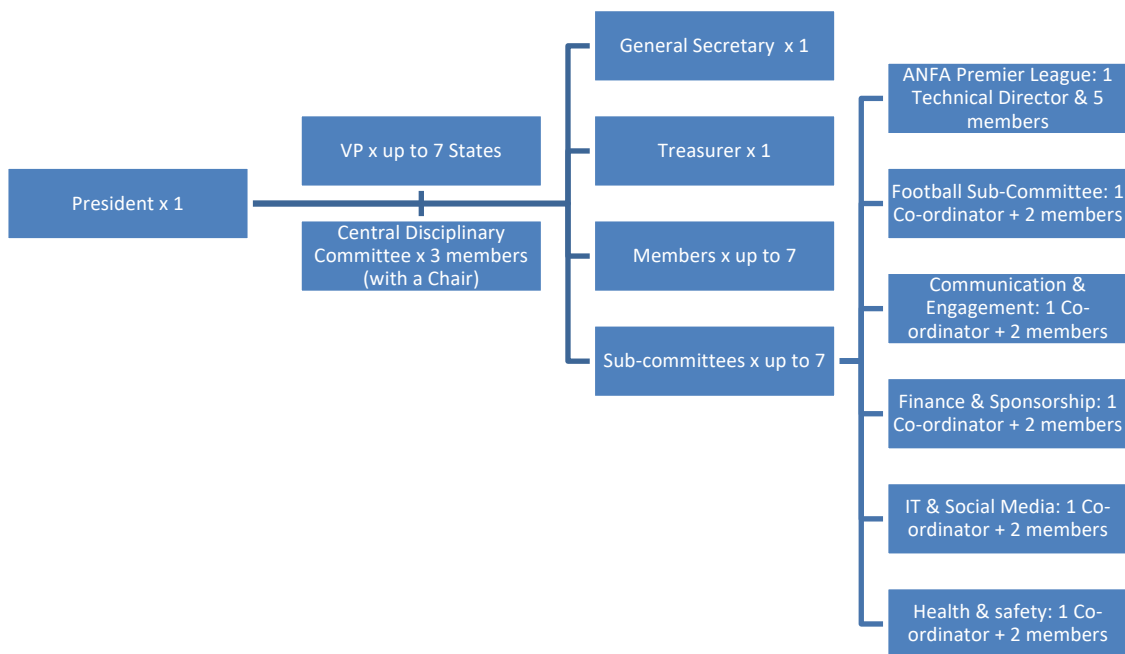 President x 1
VP x up to 7 States
Central Disciplinary
Committee x 3 members
(with a Chair)
General Secretary x 1
Treasurer x 1
Members x up to 7
Sub-committees x up to 7
ANFA Premier League: 1
Technical Director & 5
members
Football Sub-Committee: 1
Co-ordinator + 2 members
Communication &
Engagement: 1 Co-
ordinator + 2 members
Finance & Sponsorship: 1
Co-ordinator + 2 members
IT & Social Media: 1 Co-
ordinator + 2 members
Health & safety: 1 Co-
ordinator + 2 members